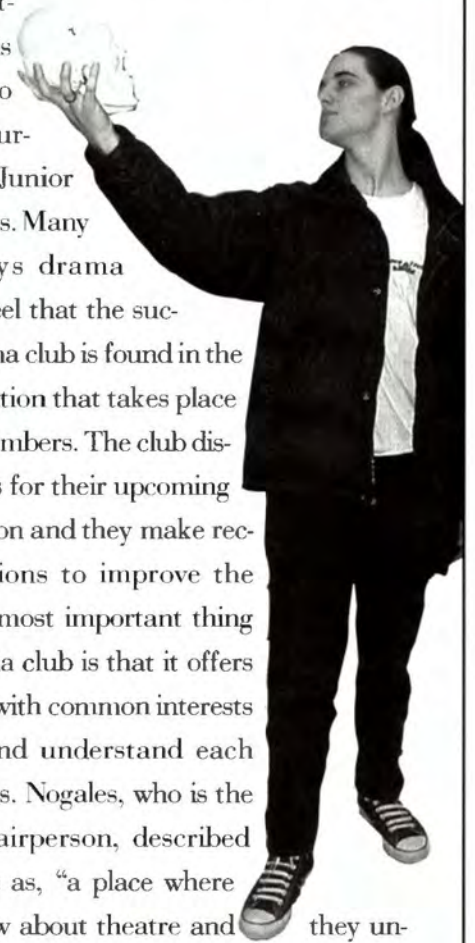 s
o
ur-
Junior
s. Many
ys drama
eel that the suc-
na club is found in the
tion that takes place
mbers. The club dis-
s for their upcoming
on and they make rec-
ions to improve the
most important thing
a club is that it offers
with common interests
nd understand each
s. Nogales, who is the
airperson, described
as, “a place where
w about theatre and they un-